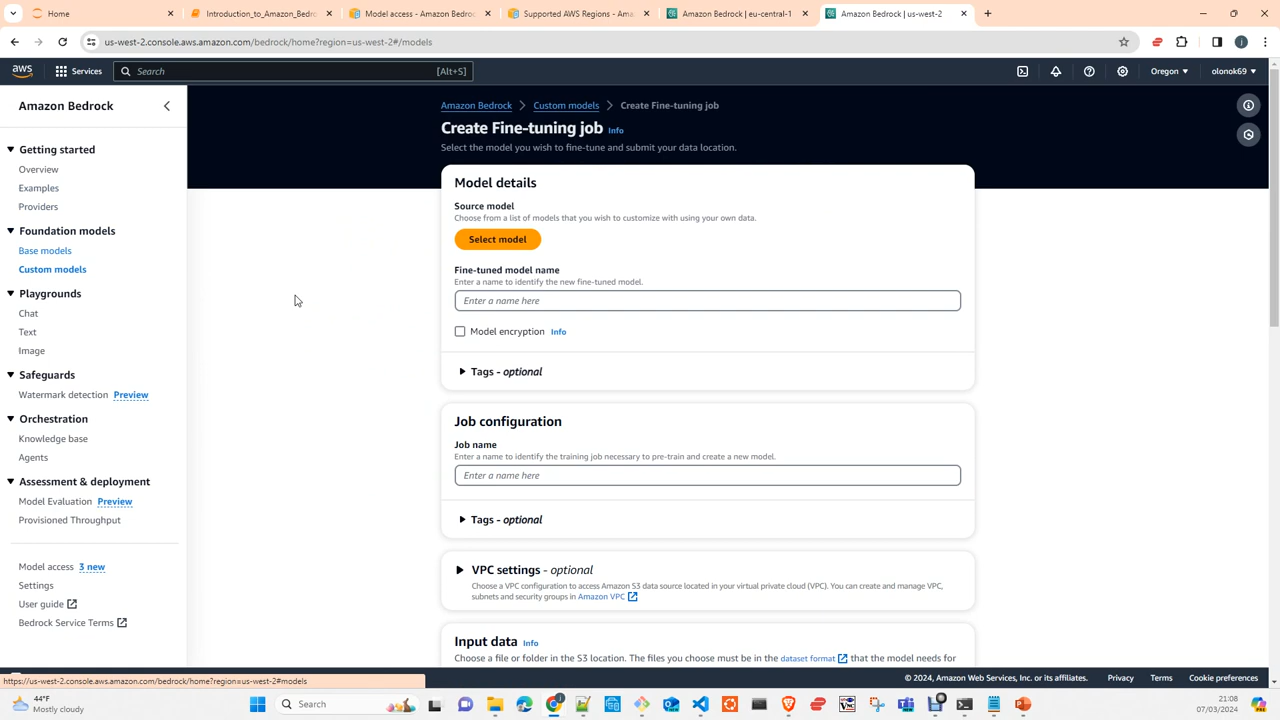 Home
Introduction_to_Amazon_Bedr
Model access - Amazon Bedroc
Supported AWS Regions - Ama
Amazon Bedrock | eu-central-1
Amazon Bedrock | us-west-2
us-west-2.console.aws.amazon.com/bedrock/home?region=us-west-2#/models
aws
Services
Search
[Alt+S]
Oregon
olonok69
Amazon Bedrock
Getting started
Overview
Examples
Providers
Foundation models
Base models
Custom models
Playgrounds
Chat
Text
Image
Safeguards
Watermark detection Preview
Orchestration
Knowledge base
Agents
Assessment & deployment
Model Evaluation Preview
Provisioned Throughput
Model access 3 new
Settings
User guide
Bedrock Service Terms
Amazon Bedrock > Custom models > Create Fine-tuning job
Create Fine-tuning job Info
Select the model you wish to fine-tune and submit your data location.
Model details
Source model
Choose from a list of models that you wish to customize with using your own data.
Select model
Fine-tuned model name
Enter a name to identify the new fine-tuned model.
Enter a name here
Model encryption Info
Tags - optional
Job configuration
Job name
Enter a name to identify the training job necessary to pre-train and create a new model.
Enter a name here
Tags - optional
VPC settings - optional
Choose a VPC configuration to access Amazon S3 data source located in your virtual private cloud (VPC). You can create and manage VPC,
subnets and security groups in Amazon VPC
Input data Info
Choose a file or folder in the S3 location. The files you choose must be in the dataset format that the model needs for
https://us-west-2.console.aws.amazon.com/bedrock/home?region=us-west-2#models
© 2024, Amazon Web Services, Inc. or its affiliates.
Privacy
Terms
Cookie preferences
44°F
Mostly cloudy
Search
21:08
07/03/2024